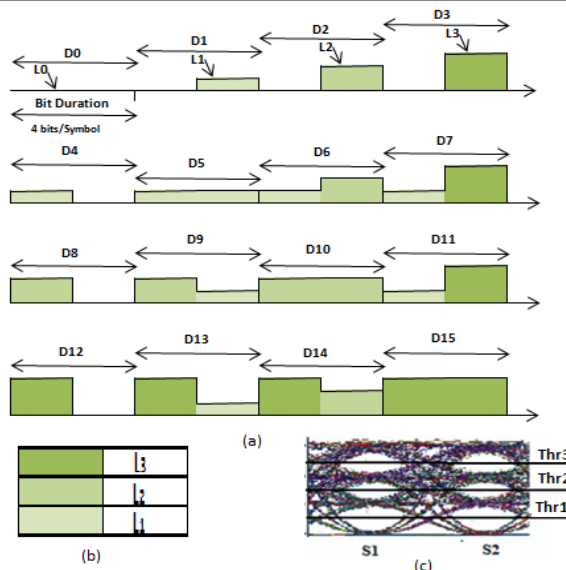 D0 D1 D2 D3
L0 L1 L2 L3
Bit Duration
4 bits/Symbol
D4 D5 D6 D7
D8 D9 D10 D11
D12 D13 D14 D15
(a)
L3
L2
L1
(b)
Thr3
Thr2
Thr1
S1 S2
(c)